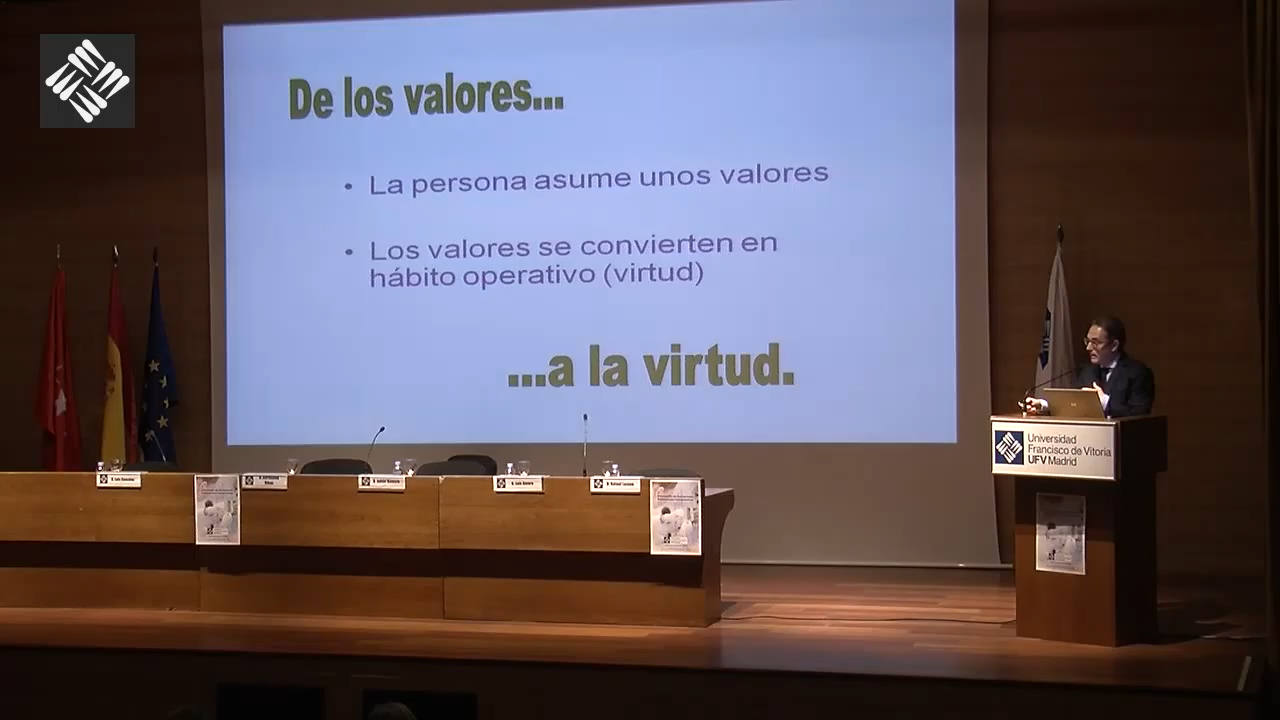 De los valores...
• La persona asume unos valores
• Los valores se convierten en
hábito operativo (virtud)
...a la virtud.
Universidad
Francisco de Vitoria
UFV Madrid